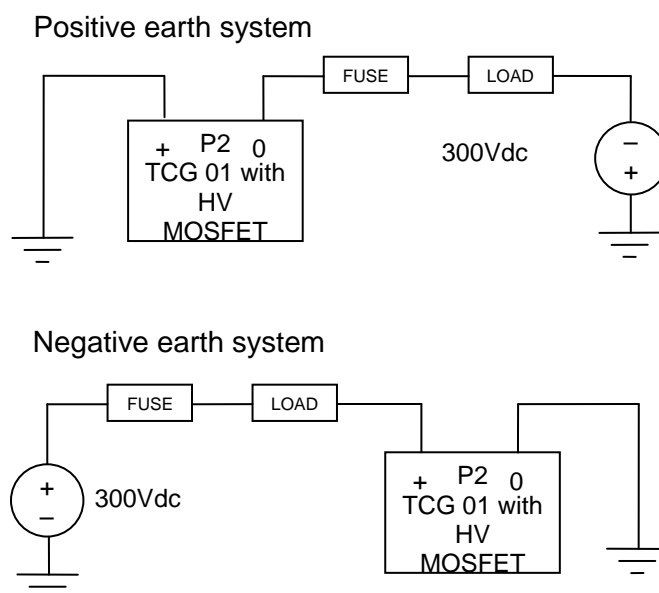 Positive earth system
FUSE
LOAD
+ P2 0
TCG 01 with
HV
MOSFET
300Vdc
−
+
Negative earth system
FUSE
LOAD
+
−
300Vdc
+ P2 0
TCG 01 with
HV
MOSFET